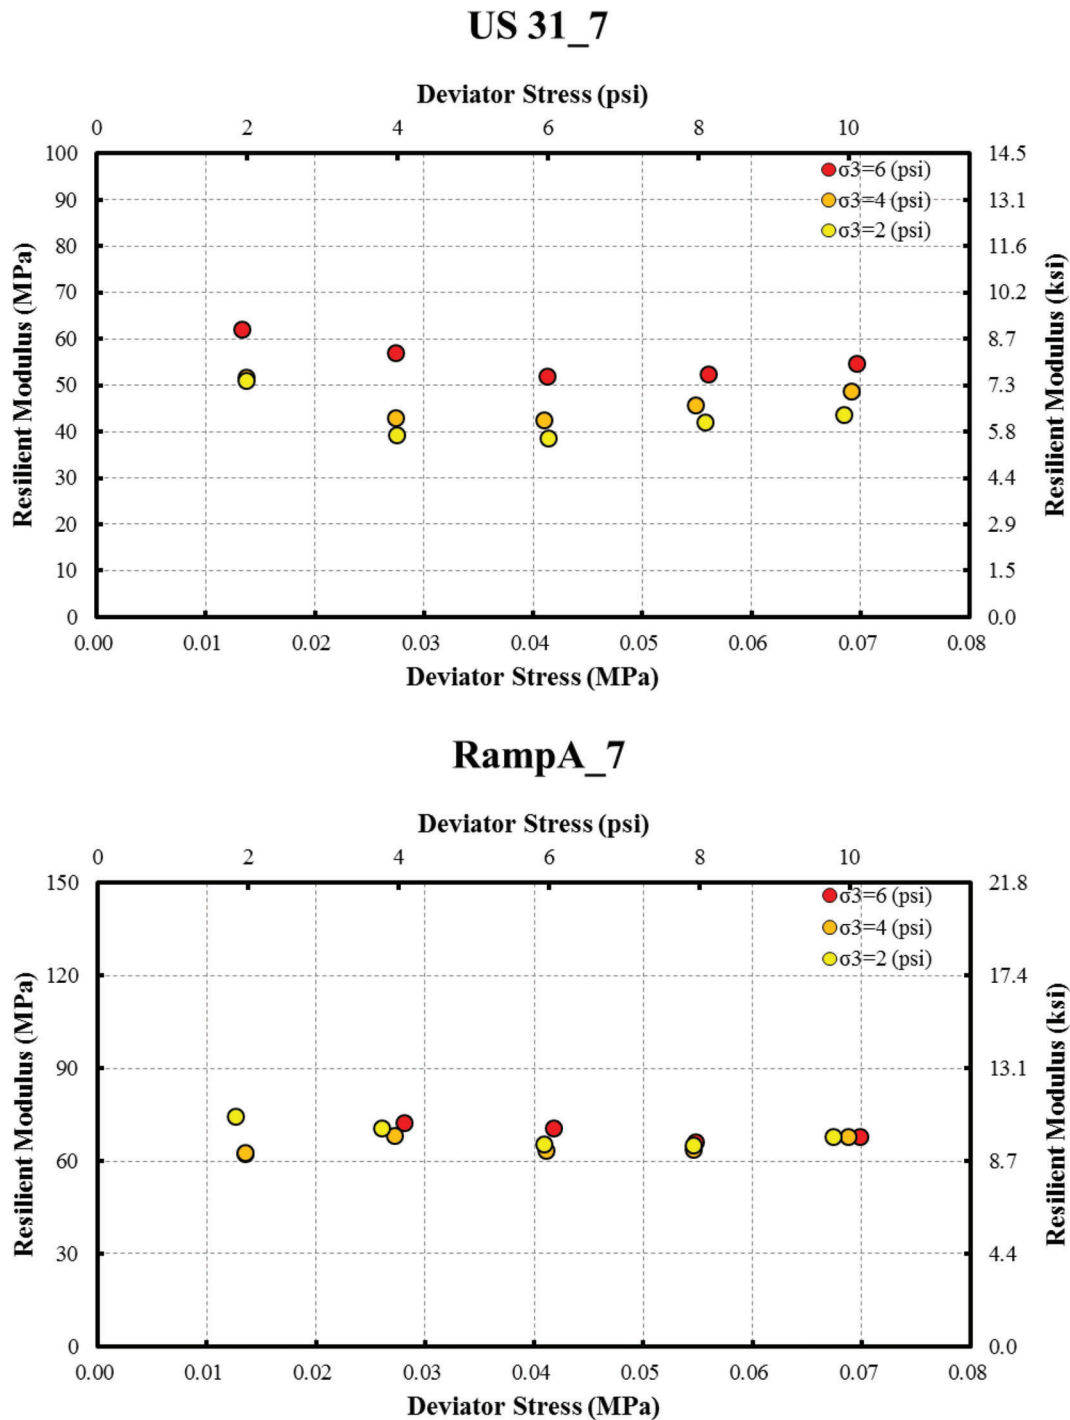 US 31_7
Deviator Stress (psi)
0 2 4 6 8 10
100 14.5
σ3=6 (psi)
90 13.1
σ3=4 (psi)
σ3=2 (psi)
80 11.6
70 10.2
60 8.7
50 7.3
40 5.8
30 4.4
20 2.9
10 1.5
0 0.0
Resilient Modulus (MPa)
Resilient Modulus (ksi)
0.00 0.01 0.02 0.03 0.04 0.05 0.06 0.07 0.08
Deviator Stress (MPa)
RampA_7
Deviator Stress (psi)
0 2 4 6 8 10
150 21.8
σ3=6 (psi)
σ3=4 (psi)
σ3=2 (psi)
120 17.4
90 13.1
60 8.7
30 4.4
0 0.0
Resilient Modulus (MPa)
Resilient Modulus (ksi)
0.00 0.01 0.02 0.03 0.04 0.05 0.06 0.07 0.08
Deviator Stress (MPa)